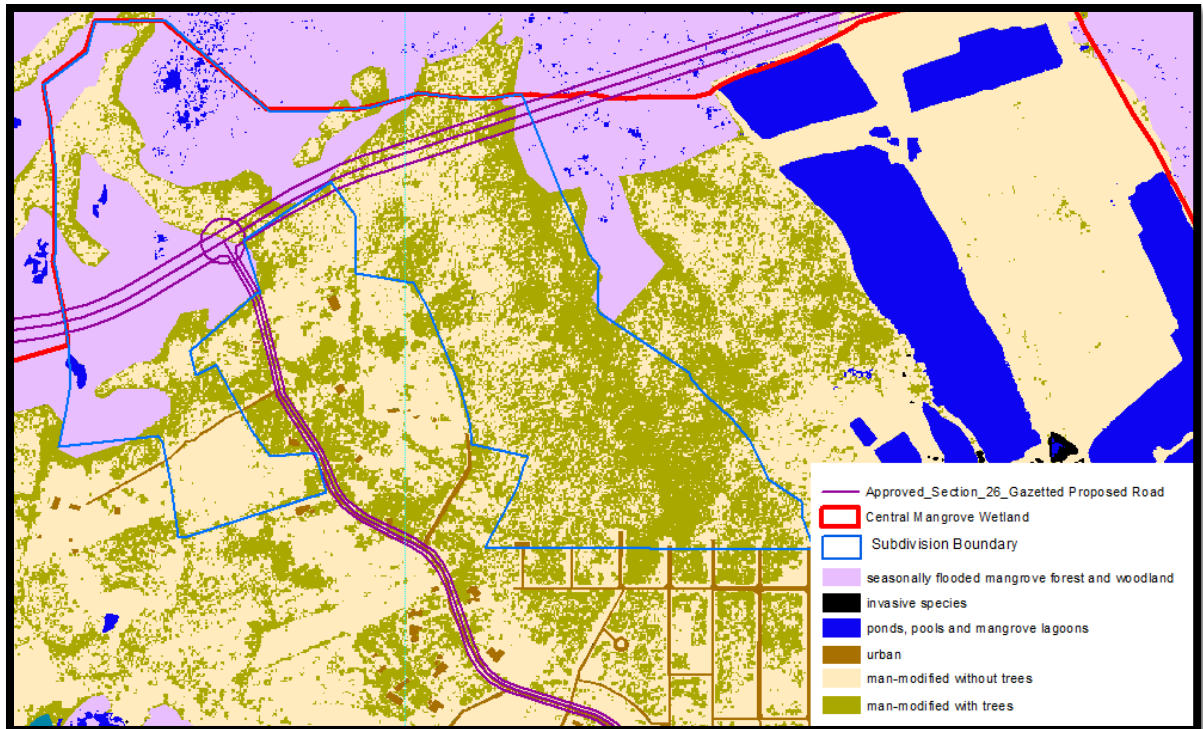 Approved_Section_26_Gazetted Proposed Road
Central Mangrove Wetland
Subdivision Boundary
seasonally flooded mangrove forest and woodland
invasive species
ponds, pools and mangrove lagoons
urban
man-modified without trees
man-modified with trees